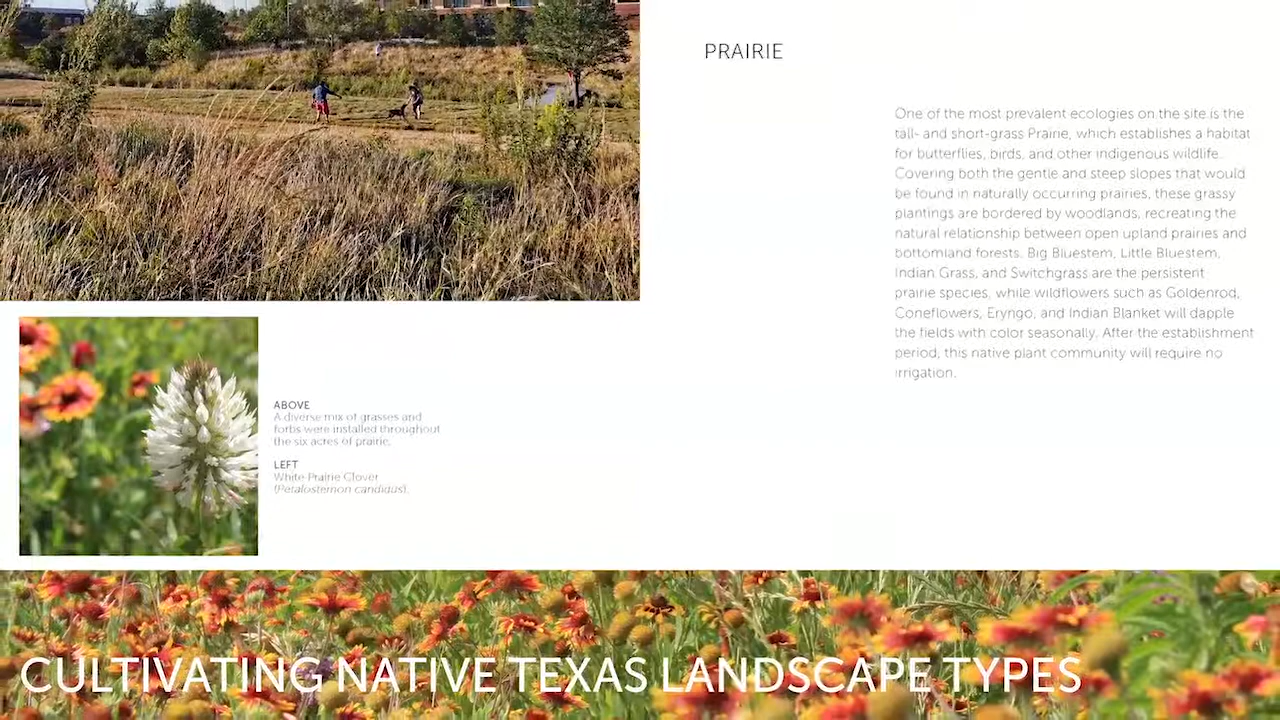 PRAIRIE
One of the most prevalent ecologies on the site is the
tall- and short-grass Prairie, which establishes a habitat
for butterflies, birds, and other indigenous wildlife.
Covering both the gentle and steep slopes that would
be found in naturally occurring prairies, these grassy
plantings are bordered by woodlands, recreating the
natural relationship between open upland prairies and
bottomland forests. Big Bluestem, Little Bluestem,
Indian Grass, and Switchgrass are the persistent
prairie species, while wildflowers such as Goldenrod,
Coneflowers, Eryngo, and Indian Blanket will dapple
the fields with color seasonally. After the establishment
period, this native plant community will require no
irrigation.
ABOVE
A diverse mix of grasses and
forbs were installed throughout
the six acres of prairie.
LEFT
White Prairie Clover
(Petalostemon candidus).
CULTIVATING NATIVE TEXAS LANDSCAPE TYPES